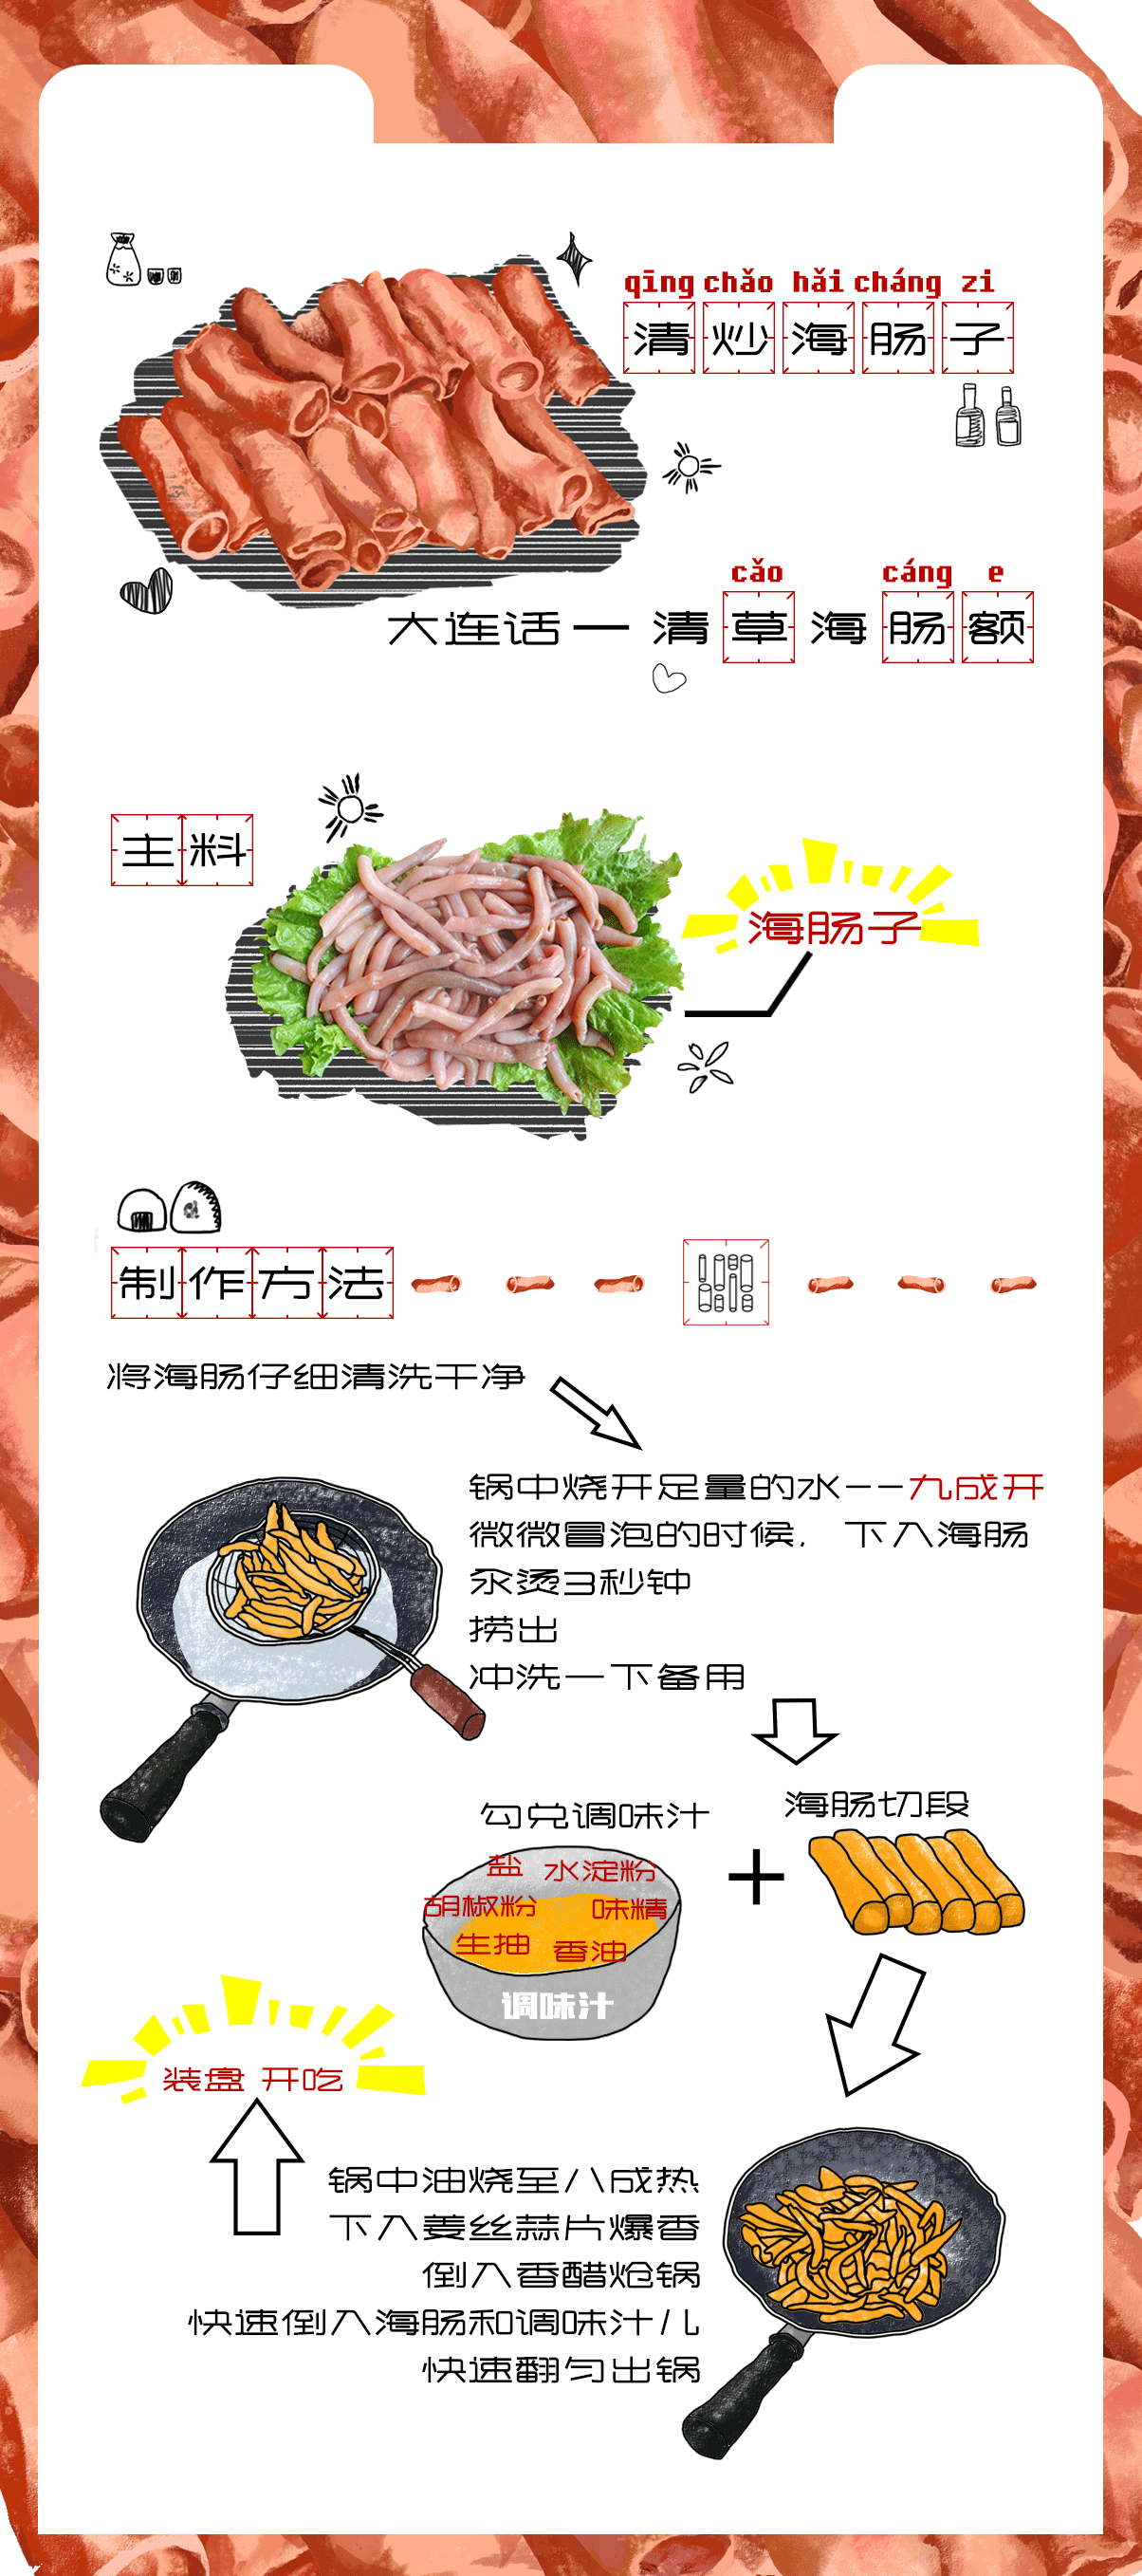 qīng chǎo hǎi cháng zi
清炒海肠子
cǎo cáng e
大连话一清草海肠额
主料
海肠子
制作方法
将海肠仔细清洗干净
锅中烧开足量的水--九成开
微微冒泡的时候，下入海肠
汆烫3秒钟
捞出
冲洗一下备用
海肠切段
勾兑调味汁
盐 水淀粉
胡椒粉 味精
生抽 香油
调味汁
锅中油烧至八成热
下入姜丝蒜片爆香
倒入香醋炝锅
快速倒入海肠和调味汁儿
快速翻匀出锅
装盘 开吃